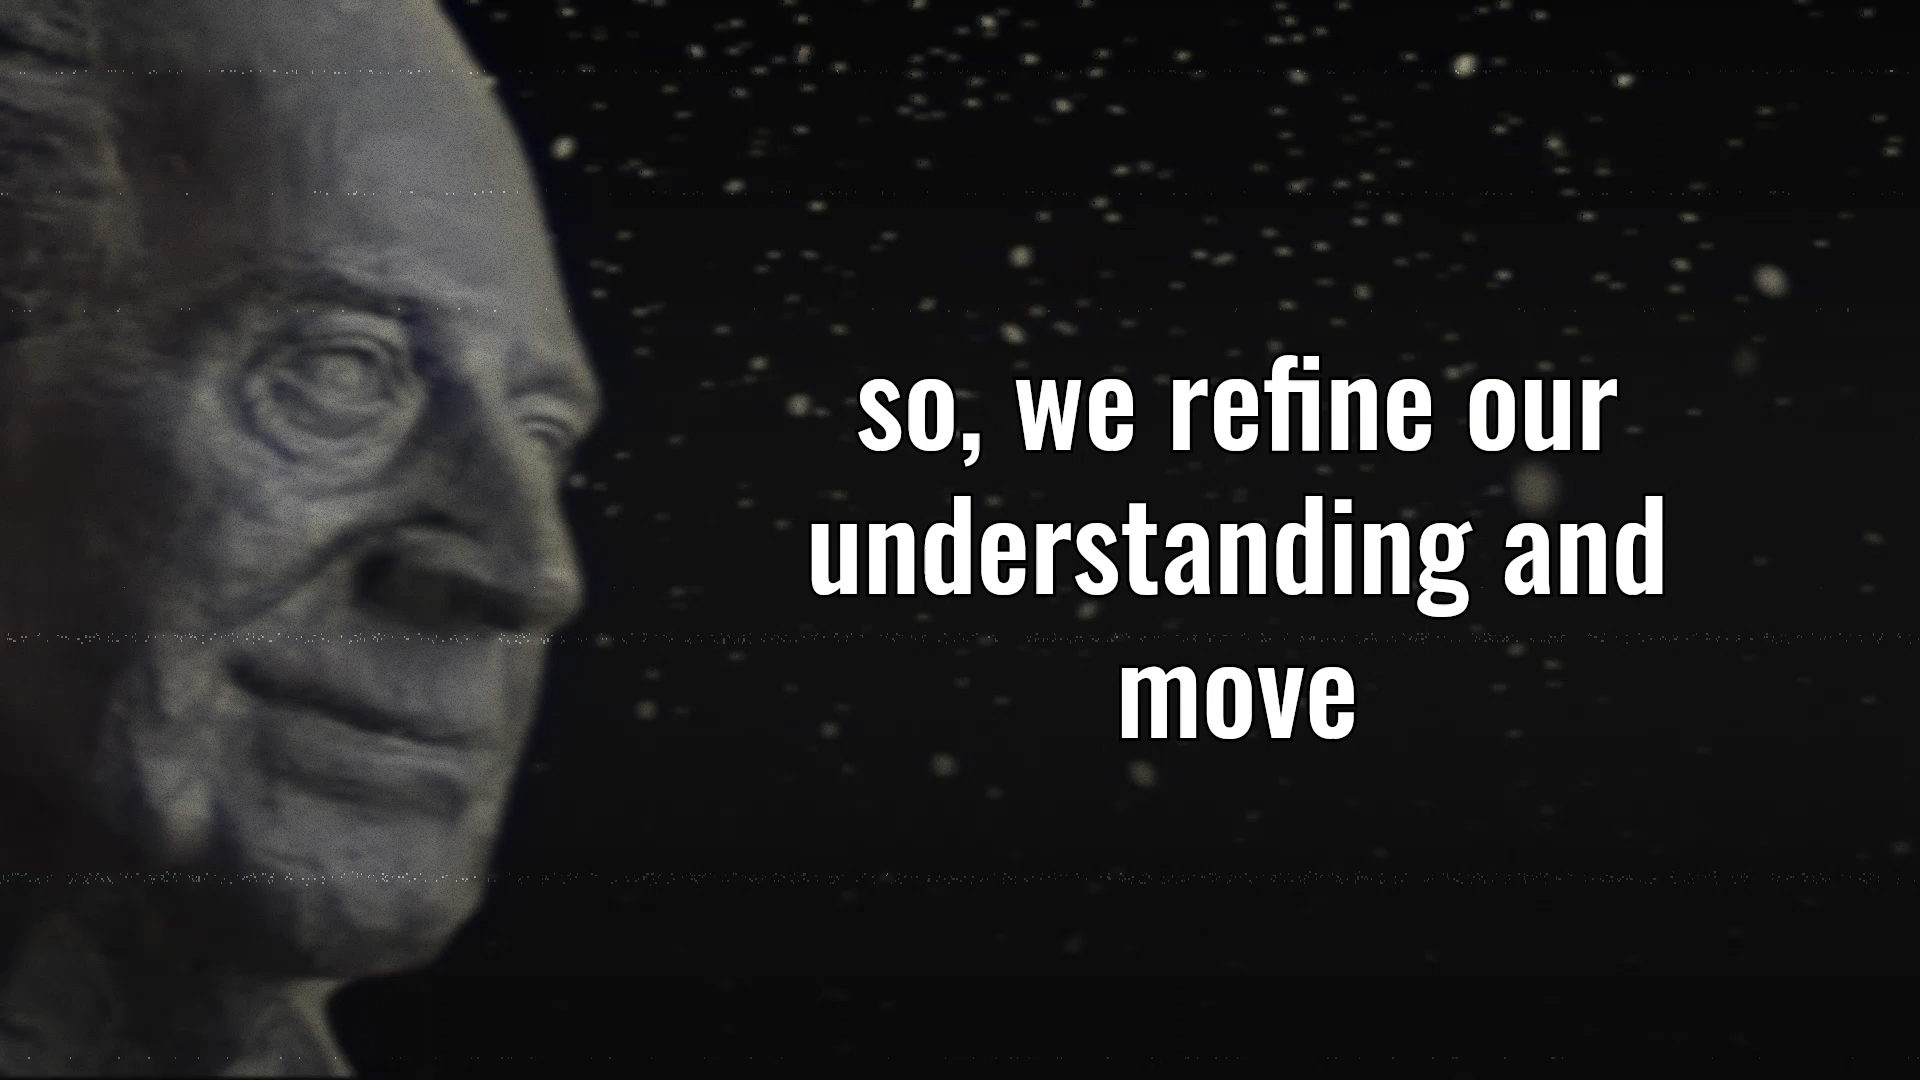 so, we refine our
understanding and
move